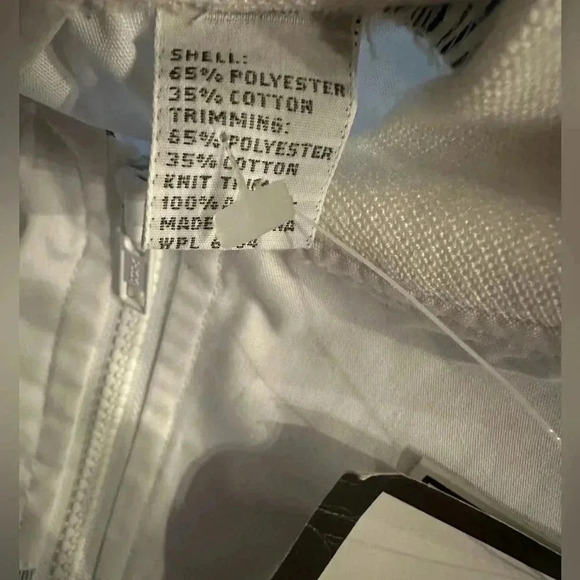 SHELL:
65% POLYESTER
35% COTTON
TRIMMING:
65% POLYESTER
35% COTTON
KNIT
100%
MADE
WPL